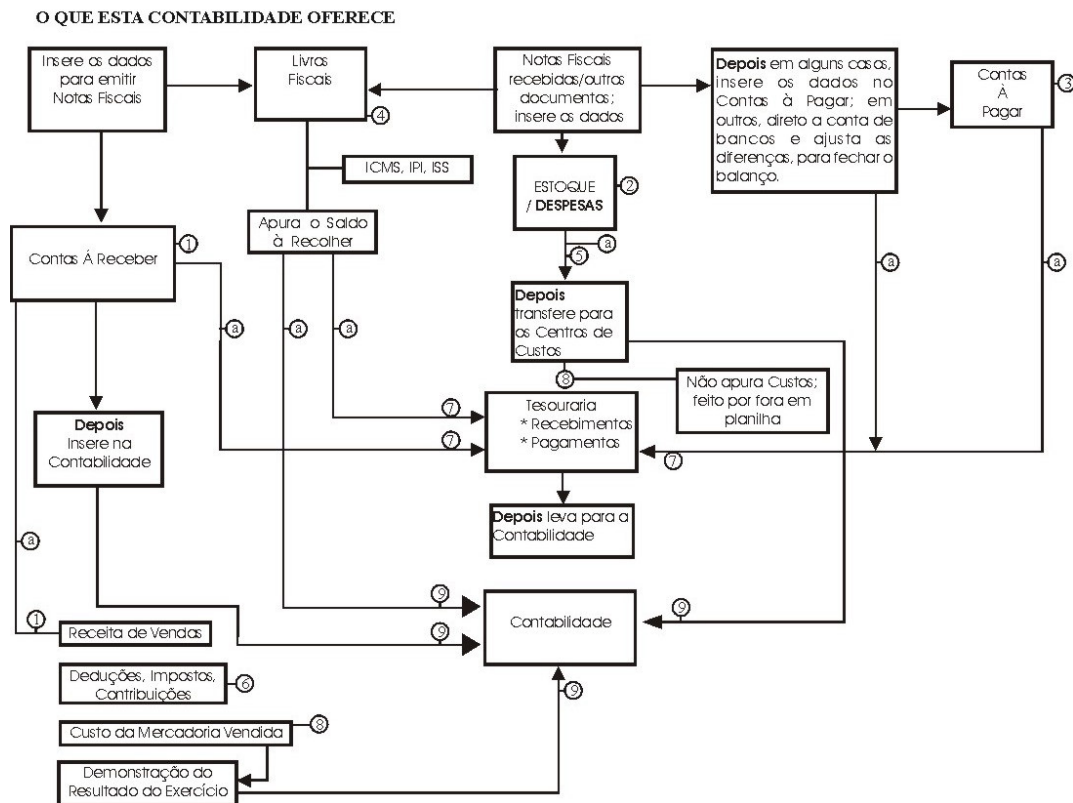 O QUE ESTA CONTABILIDADE OFERECE
Insere os dados
para emitir
Notas Fiscais
Livros
Fiscais
4
Notas Fiscais
recebidas/outros
documentos;
insere os dados
Depois em alguns casos,
insere os dados no
Contas à Pagar; em
outros, direto a conta de
bancos e ajusta as
diferenças, para fechar o
balanço.
Contas
À
Pagar
3
ICMS, IPI, ISS
ESTOQUE
/ DESPESAS
2
Apura o Saldo
à Recolher
Contas Á Receber
1
a
5
a
a
a
a
a
Depois
transfere para
os Centros de
Custos
8
Não apura Custos;
feito por fora em
planilha
Depois
Insere na
Contabilidade
Tesouraria
* Recebimentos
* Pagamentos
7
7
7
Depois leva para a
Contabilidade
a
1
Receita de Vendas
Contabilidade
9
9
9
9
Deduções, Impostos,
Contribuições
6
Custo da Mercadoria Vendida
8
Demonstração do
Resultado do Exercício